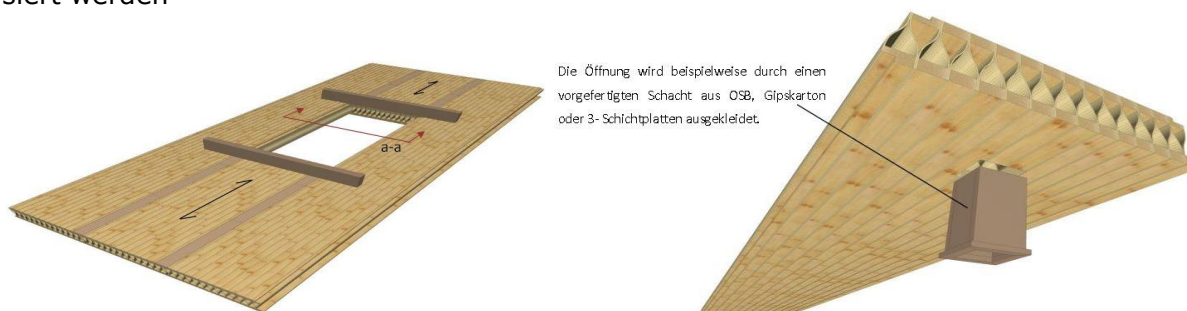 siert werden
Die Öffnung wird beispielweise durch einen
vorgefertigten Schacht aus OSB, Gipskarton
oder 3- Schichtplatten ausgekleidet.
a-a